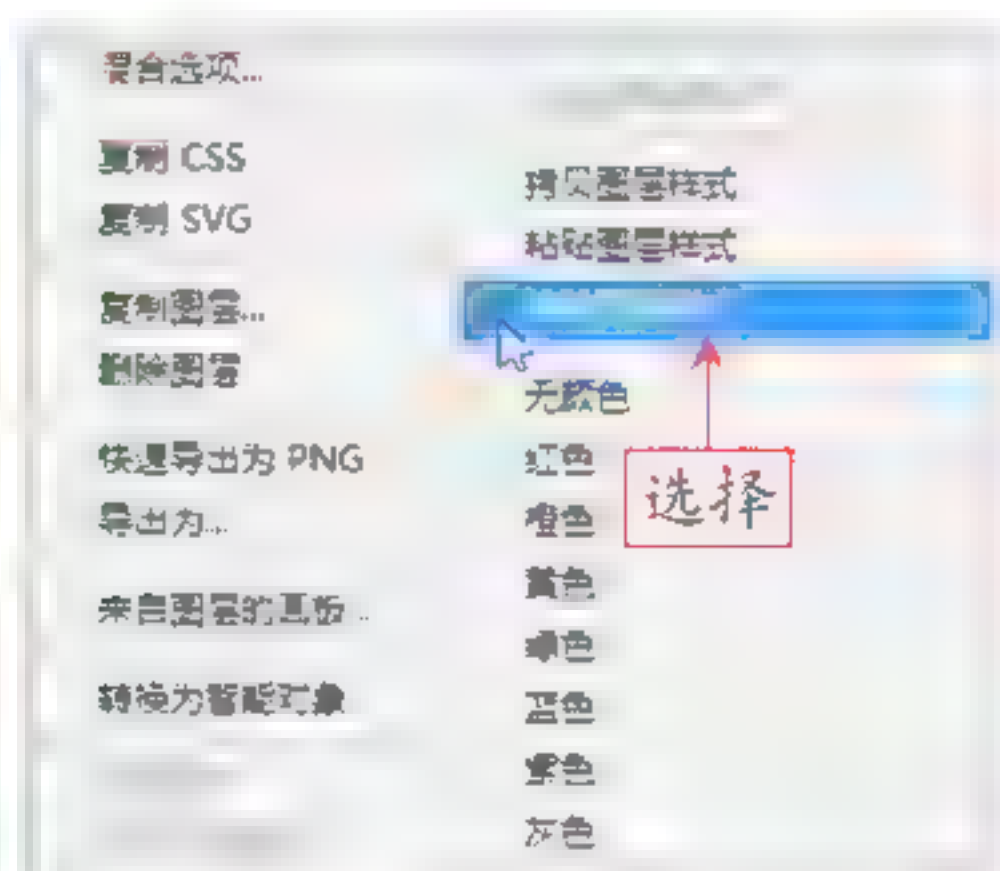 混合选项...
复制 CSS
复制 SVG
复制图层...
删除图层
快速导出为 PNG
导出为...
来自图层的画板...
转换为智能对象
拷贝图层样式
粘贴图层样式
无颜色
红色
选择
橙色
黄色
绿色
蓝色
紫色
灰色